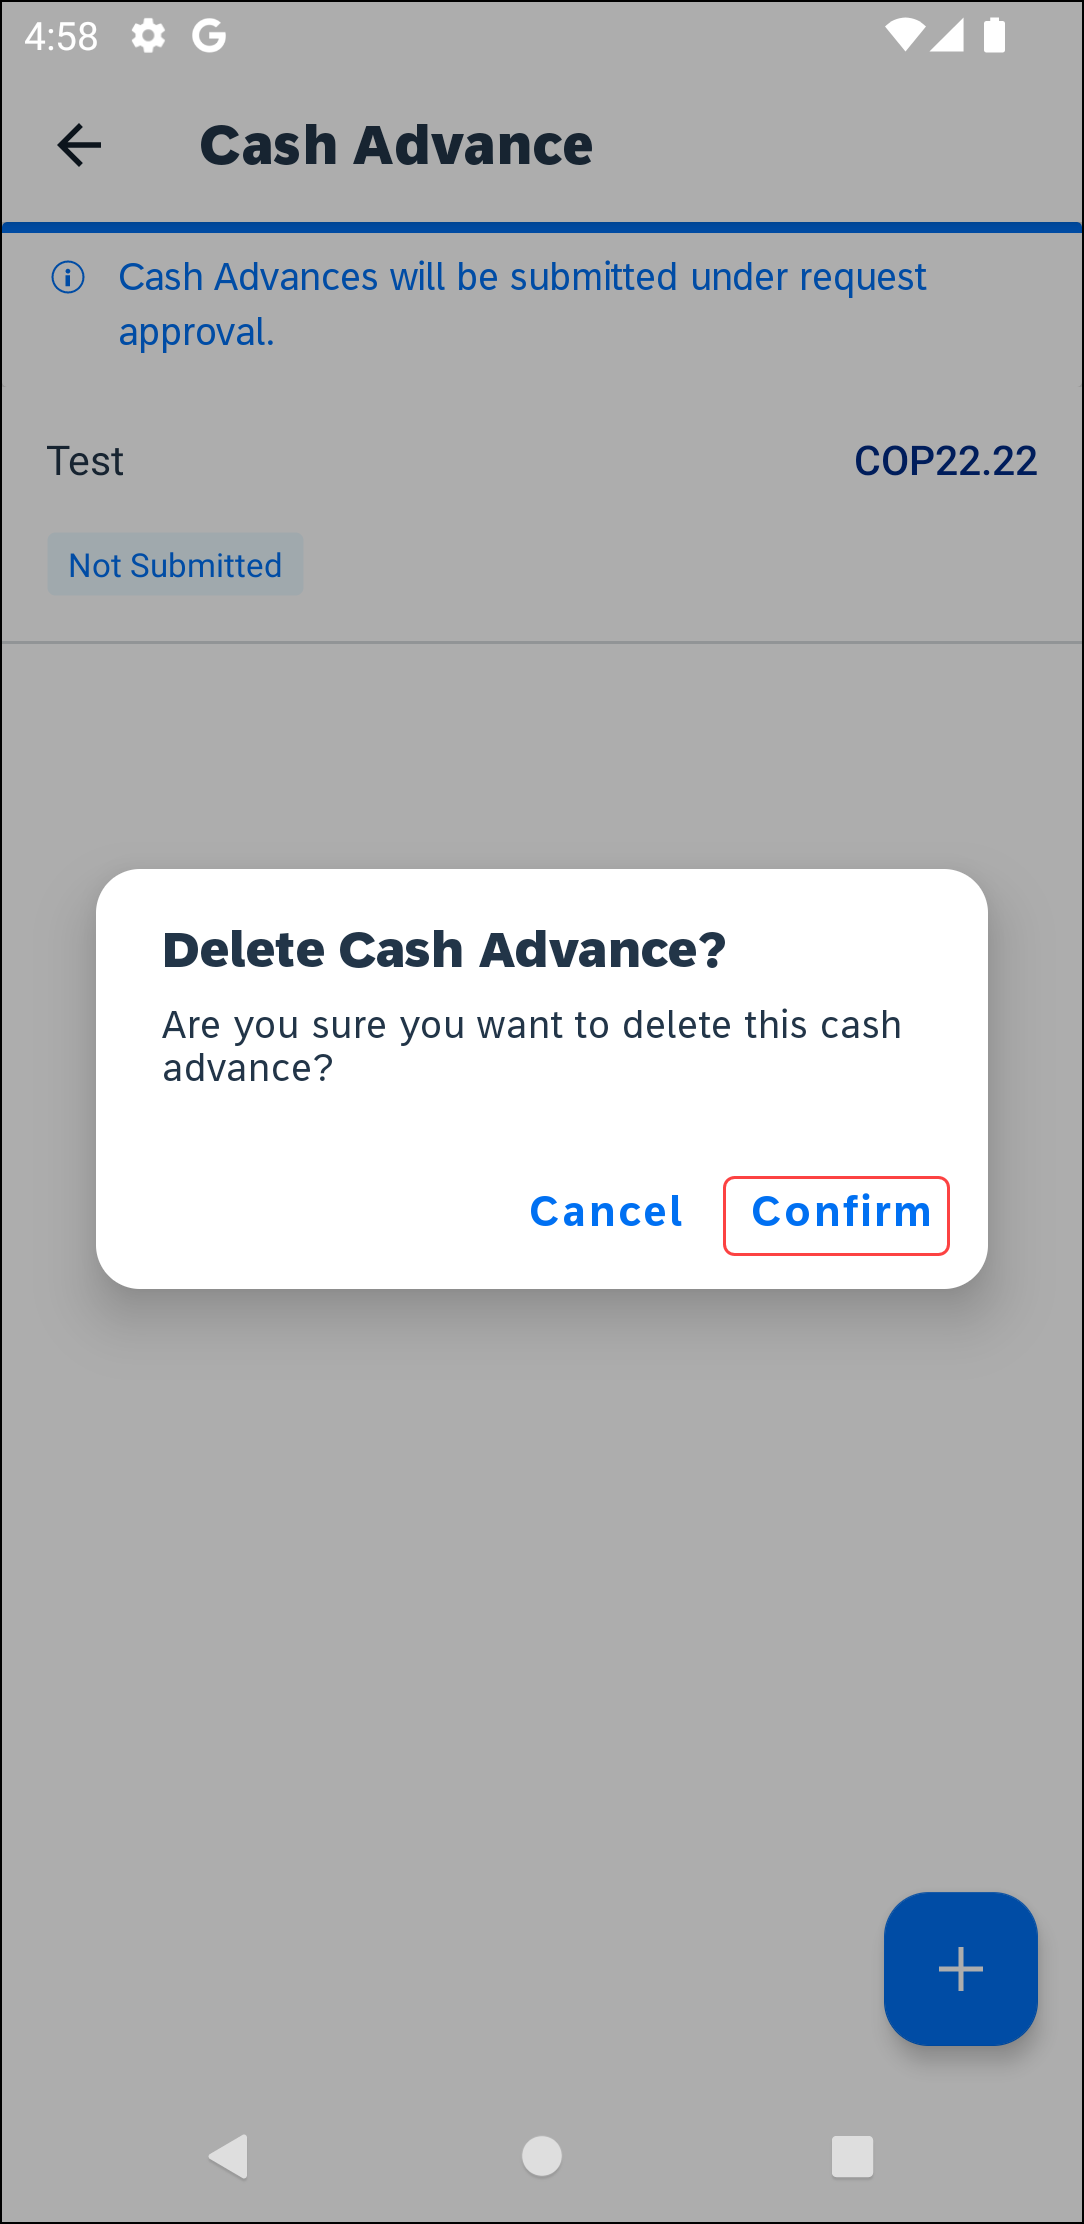 4:58
Cash Advance
Cash Advances will be submitted under request
approval.
Test
COP22.22
Not Submitted
Delete Cash Advance?
Are you sure you want to delete this cash
advance?
Cancel
Confirm